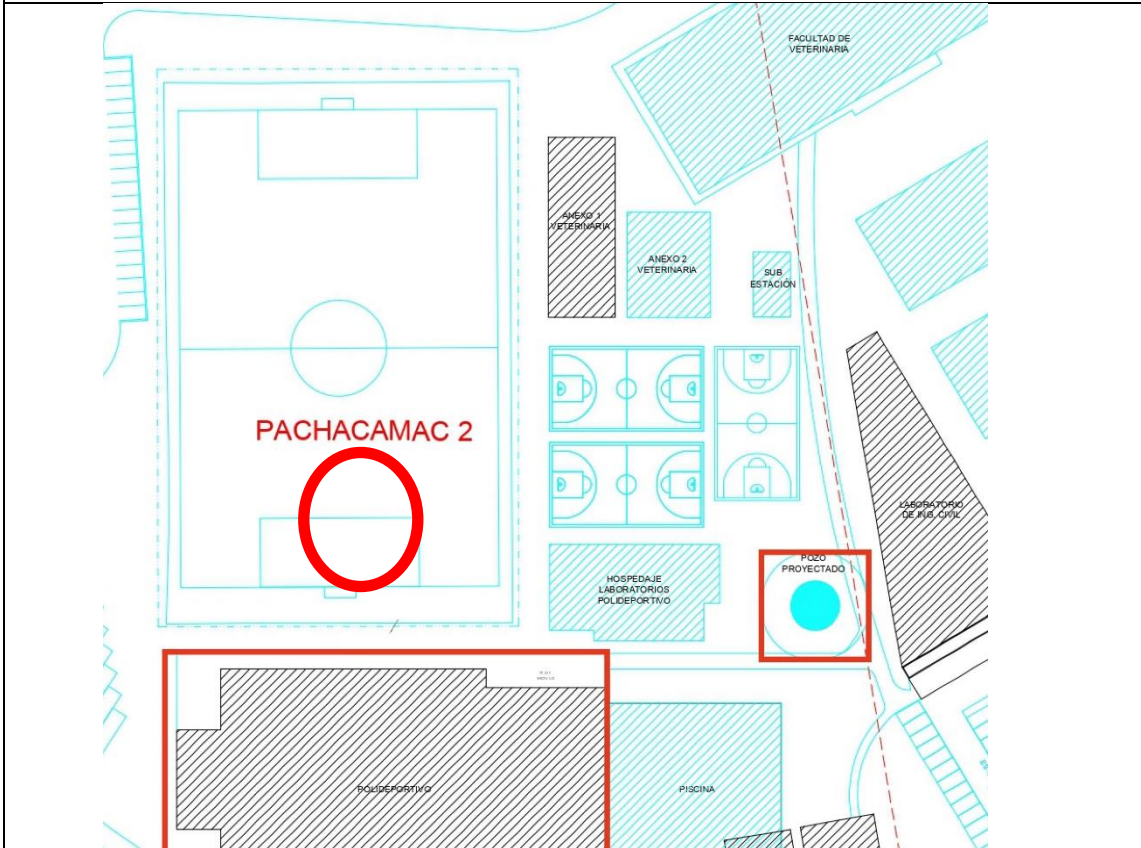 FACULTAD DE
VETERINARIA
ANEXO 1
VETERINARIA
ANEXO 2
VETERINARIA
SUB
ESTACIÓN
PACHACAMAC 2
LABORATORIO
DE ING. CIVIL
POZO
PROYECTADO
HOSPEDAJE
LABORATORIOS
POLIDEPORTIVO
POLIDEPORTIVO
PISCINA